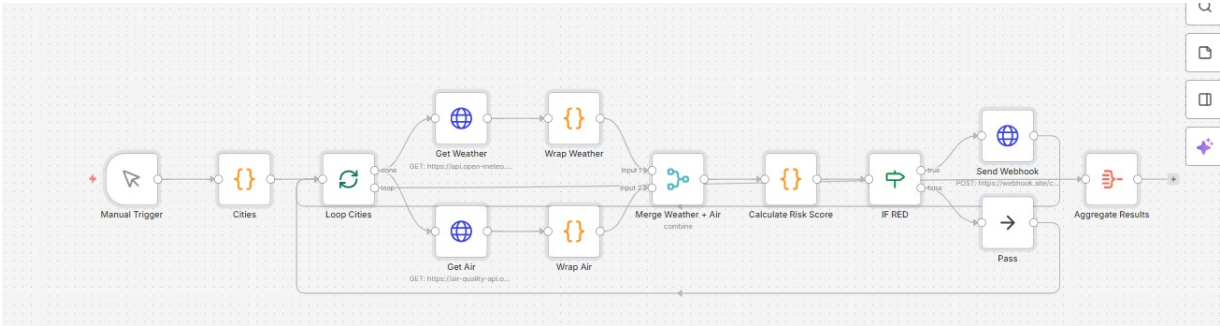 Get Weather
GET: https://api.open-meteo....
Wrap Weather
done
loop
Input 1
Input 2
true
false
Send Webhook
POST: https://webhook.site/c...
Manual Trigger
Cities
Loop Cities
Merge Weather + Air
combine
Calculate Risk Score
IF RED
Aggregate Results
Get Air
GET: https://air-quality-api.o...
Wrap Air
Pass